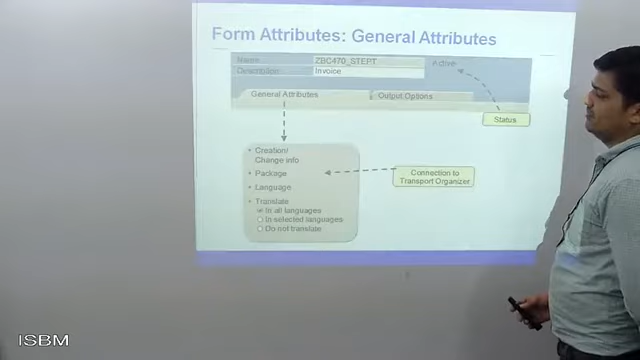 Form Attributes: General Attributes
Name ZBC470_STEPT Active
Description Invoice
General Attributes Output Options
Status
• Creation/
Change info
• Package
Connection to
Transport Organizer
• Language
• Translate
In all languages
In selected languages
Do not translate
ISBM